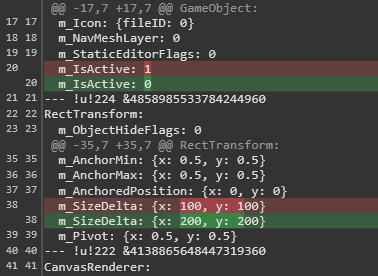 @@ -17,7 +17,7 @@ GameObject:
17 17 m_Icon: {fileID: 0}
18 18 m_NavMeshLayer: 0
19 19 m_StaticEditorFlags: 0
20 m_IsActive: 1
20 m_IsActive: 0
21 21 --- !u!224 &4858985533784244960
22 22 RectTransform:
23 23 m_ObjectHideFlags: 0
@@ -35,7 +35,7 @@ RectTransform:
35 35 m_AnchorMin: {x: 0.5, y: 0.5}
36 36 m_AnchorMax: {x: 0.5, y: 0.5}
37 37 m_AnchoredPosition: {x: 0, y: 0}
38 m_SizeDelta: {x: 100, y: 100}
38 m_SizeDelta: {x: 200, y: 200}
39 39 m_Pivot: {x: 0.5, y: 0.5}
40 40 --- !u!222 &4138865648447319360
41 41 CanvasRenderer: